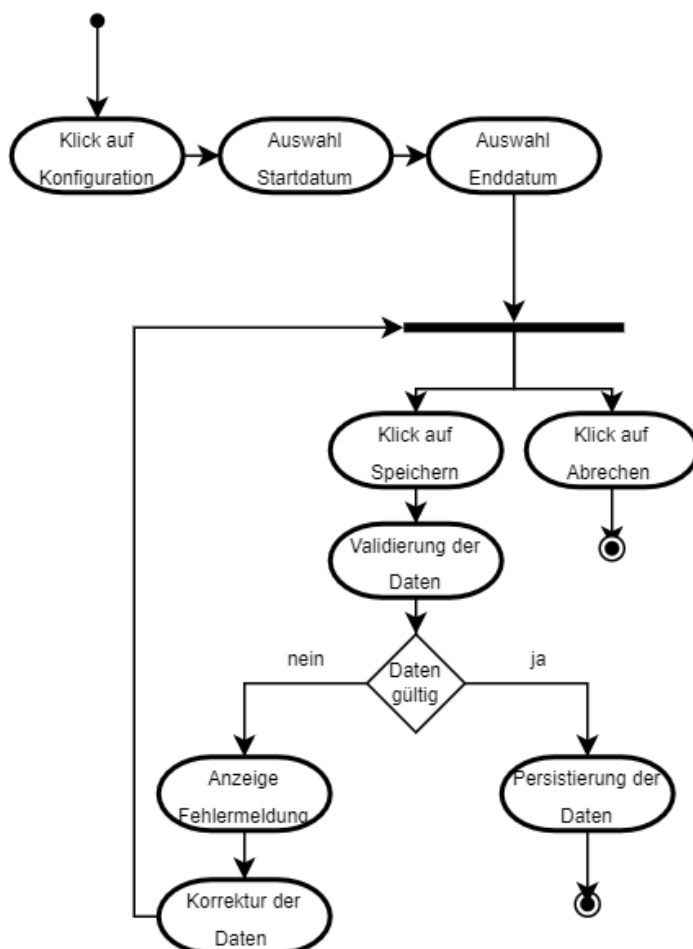 Klick auf
Konfiguration
Auswahl
Startdatum
Auswahl
Enddatum
Klick auf
Speichern
Klick auf
Abrechen
Validierung der
Daten
nein
Daten
gültig
ja
Anzeige
Fehlermeldung
Persistierung der
Daten
Korrektur der
Daten